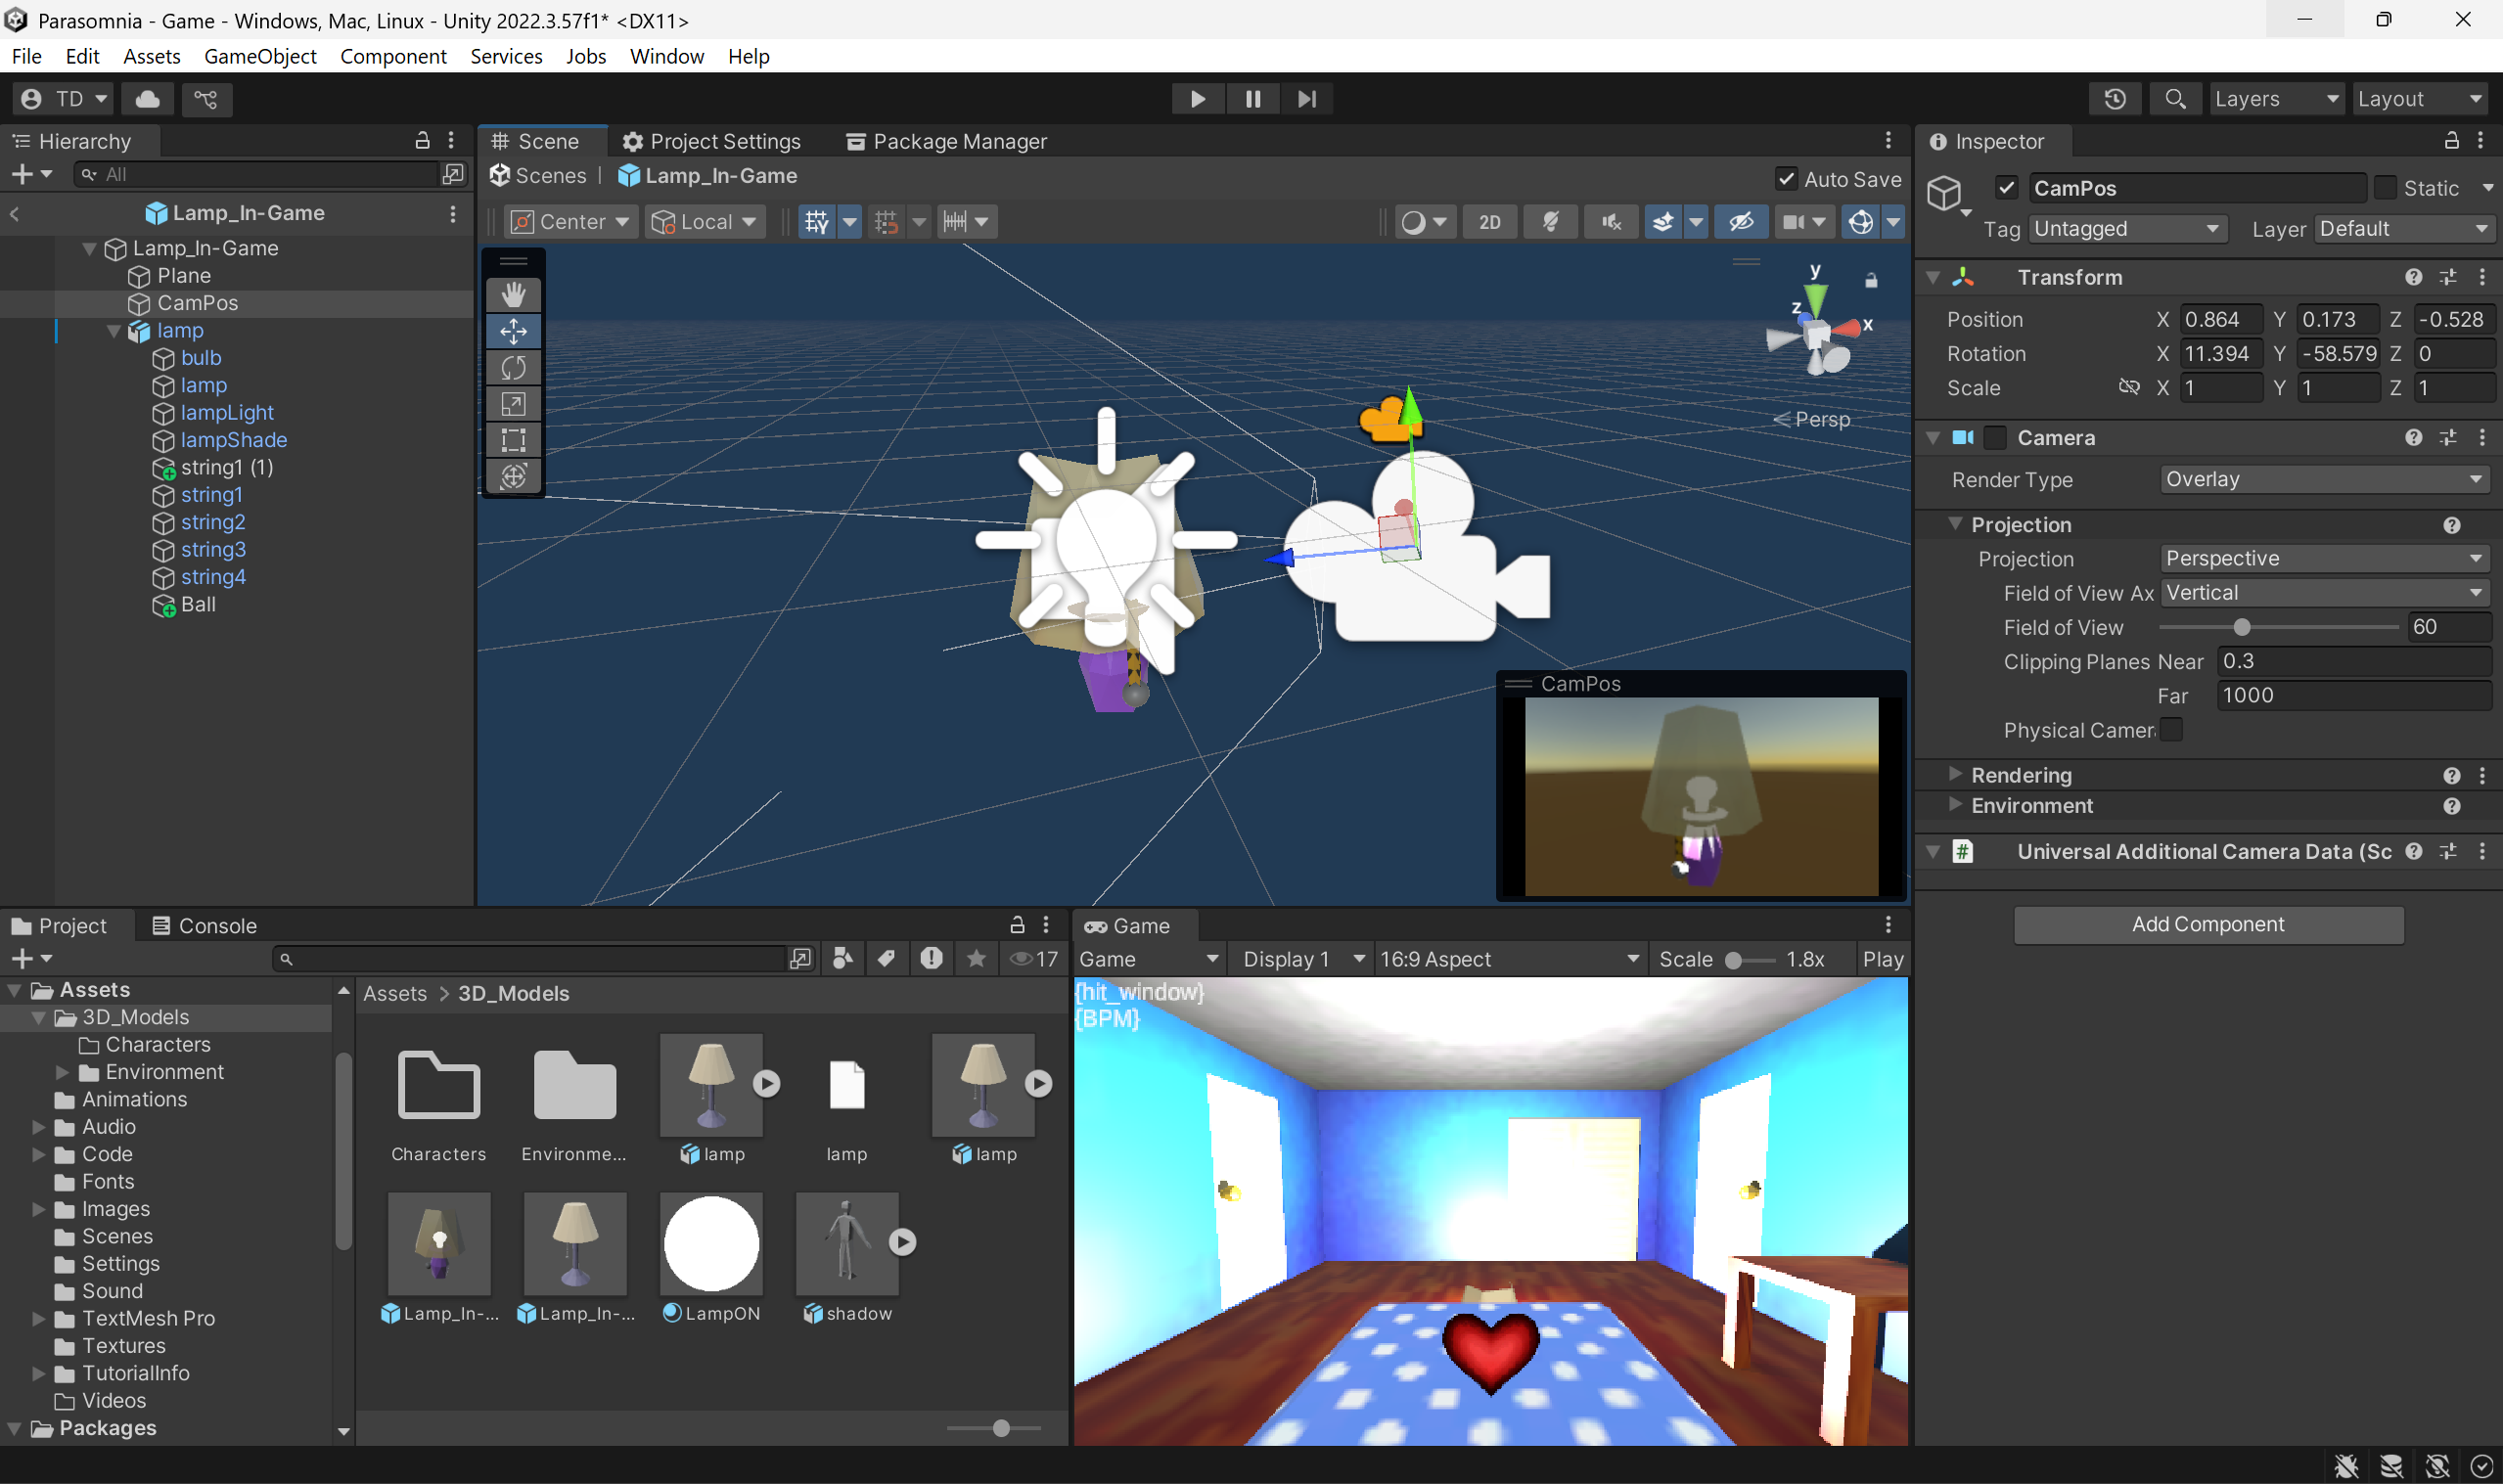 Parasomnia - Game - Windows, Mac, Linux - Unity 2022.3.57f1* <DX11>
File Edit Assets GameObject Component Services Jobs Window Help
TD
Layers
Layout
Hierarchy
All
Lamp_In-Game
Lamp_In-Game
Plane
CamPos
lamp
bulb
lamp
lampLight
lampShade
string1 (1)
string1
string2
string3
string4
Ball
Scene
Project Settings
Package Manager
Scenes | Lamp_In-Game
Auto Save
Center Local 2D
y
z
x
< Persp
CamPos
Inspector
CamPos
Static
Tag Untagged Layer Default
Transform
Position X 0.864 Y 0.173 Z -0.528
Rotation X 11.394 Y -58.579 Z 0
Scale X 1 Y 1 Z 1
Camera
Render Type Overlay
Projection
Projection Perspective
Field of View Ax Vertical
Field of View 60
Clipping Planes Near 0.3
Far 1000
Physical Camer
Rendering
Environment
# Universal Additional Camera Data (Sc
Add Component
Project
Console
17
Assets
3D_Models
Characters
Environment
Animations
Audio
Code
Fonts
Images
Scenes
Settings
Sound
TextMesh Pro
Textures
TutorialInfo
Videos
Packages
Assets > 3D_Models
Characters
Environme...
lamp
lamp
lamp
Lamp_In-...
Lamp_In-...
LampON
shadow
Game
Game Display 1 16:9 Aspect Scale 1.8x Play
{hit_window}
{BPM}